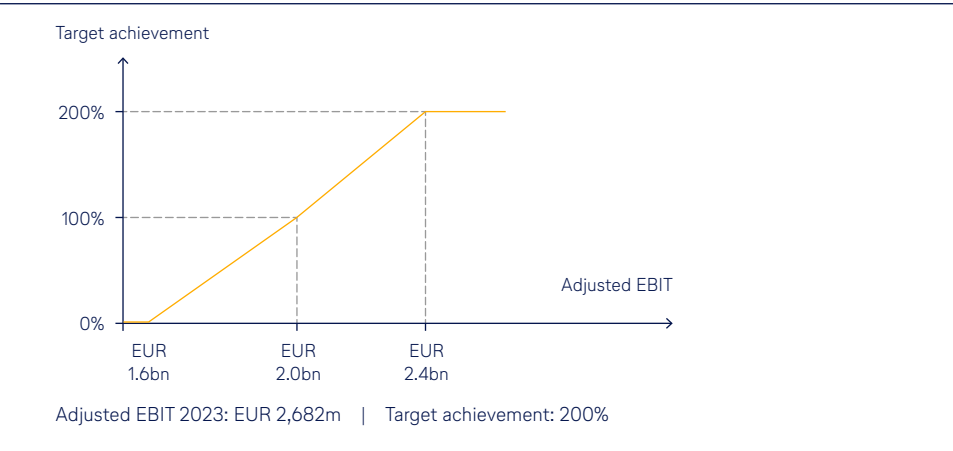 Target achievement
200%
100%
Adjusted EBIT
0%
EUR EUR EUR
1.6bn 2.0bn 2.4bn
Adjusted EBIT 2023: EUR 2,682m | Target achievement: 200%